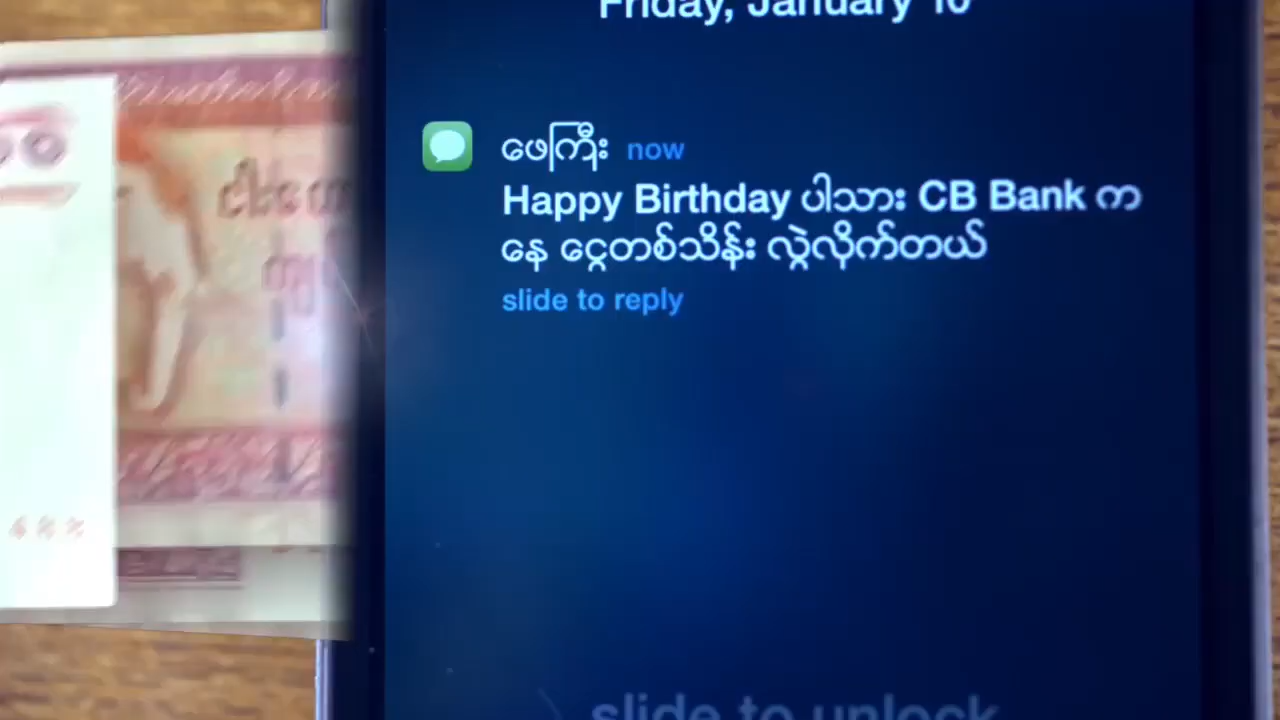 Friday, January 10
ဖေကြီး now
Happy Birthday ပါသား CB Bank က
နေ ငွေတစ်သိန်း လွှဲလိုက်တယ်
slide to reply
slide to unlock